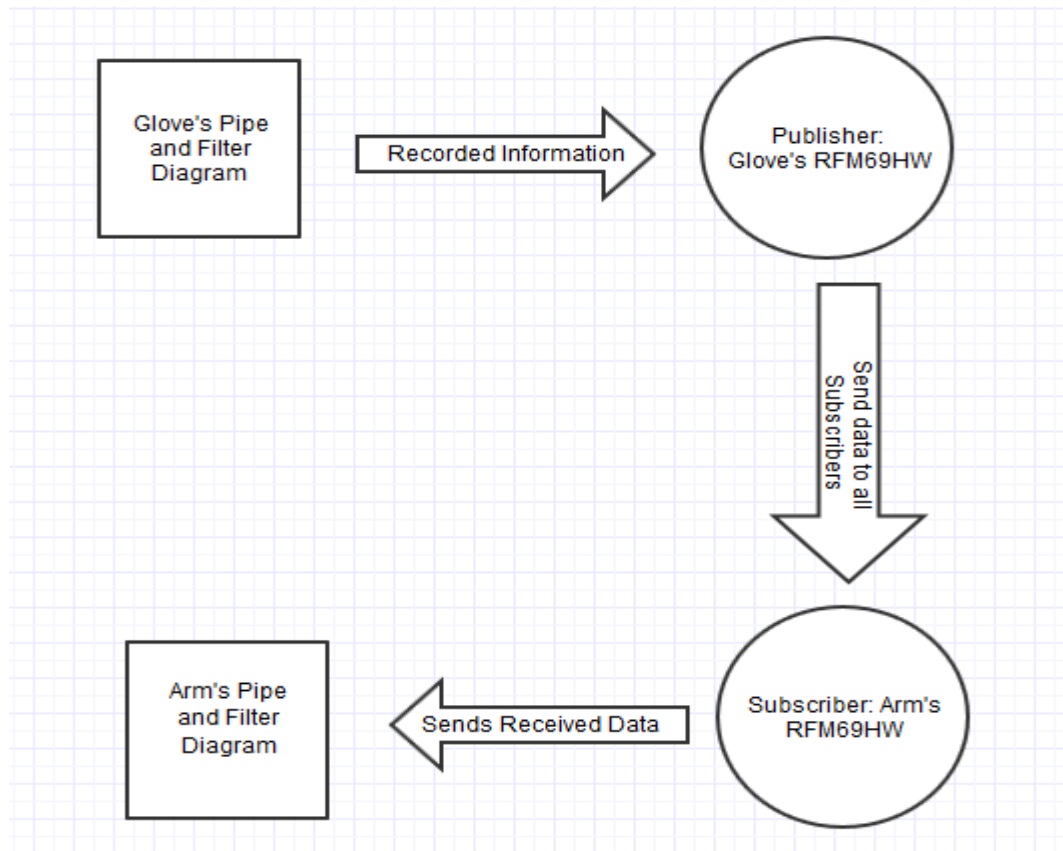 Glove's Pipe
and Filter
Diagram
Recorded Information
Publisher:
Glove's RFM69HW
Send data to all
Subscribers
Subscriber: Arm's
RFM69HW
Sends Received Data
Arm's Pipe
and Filter
Diagram